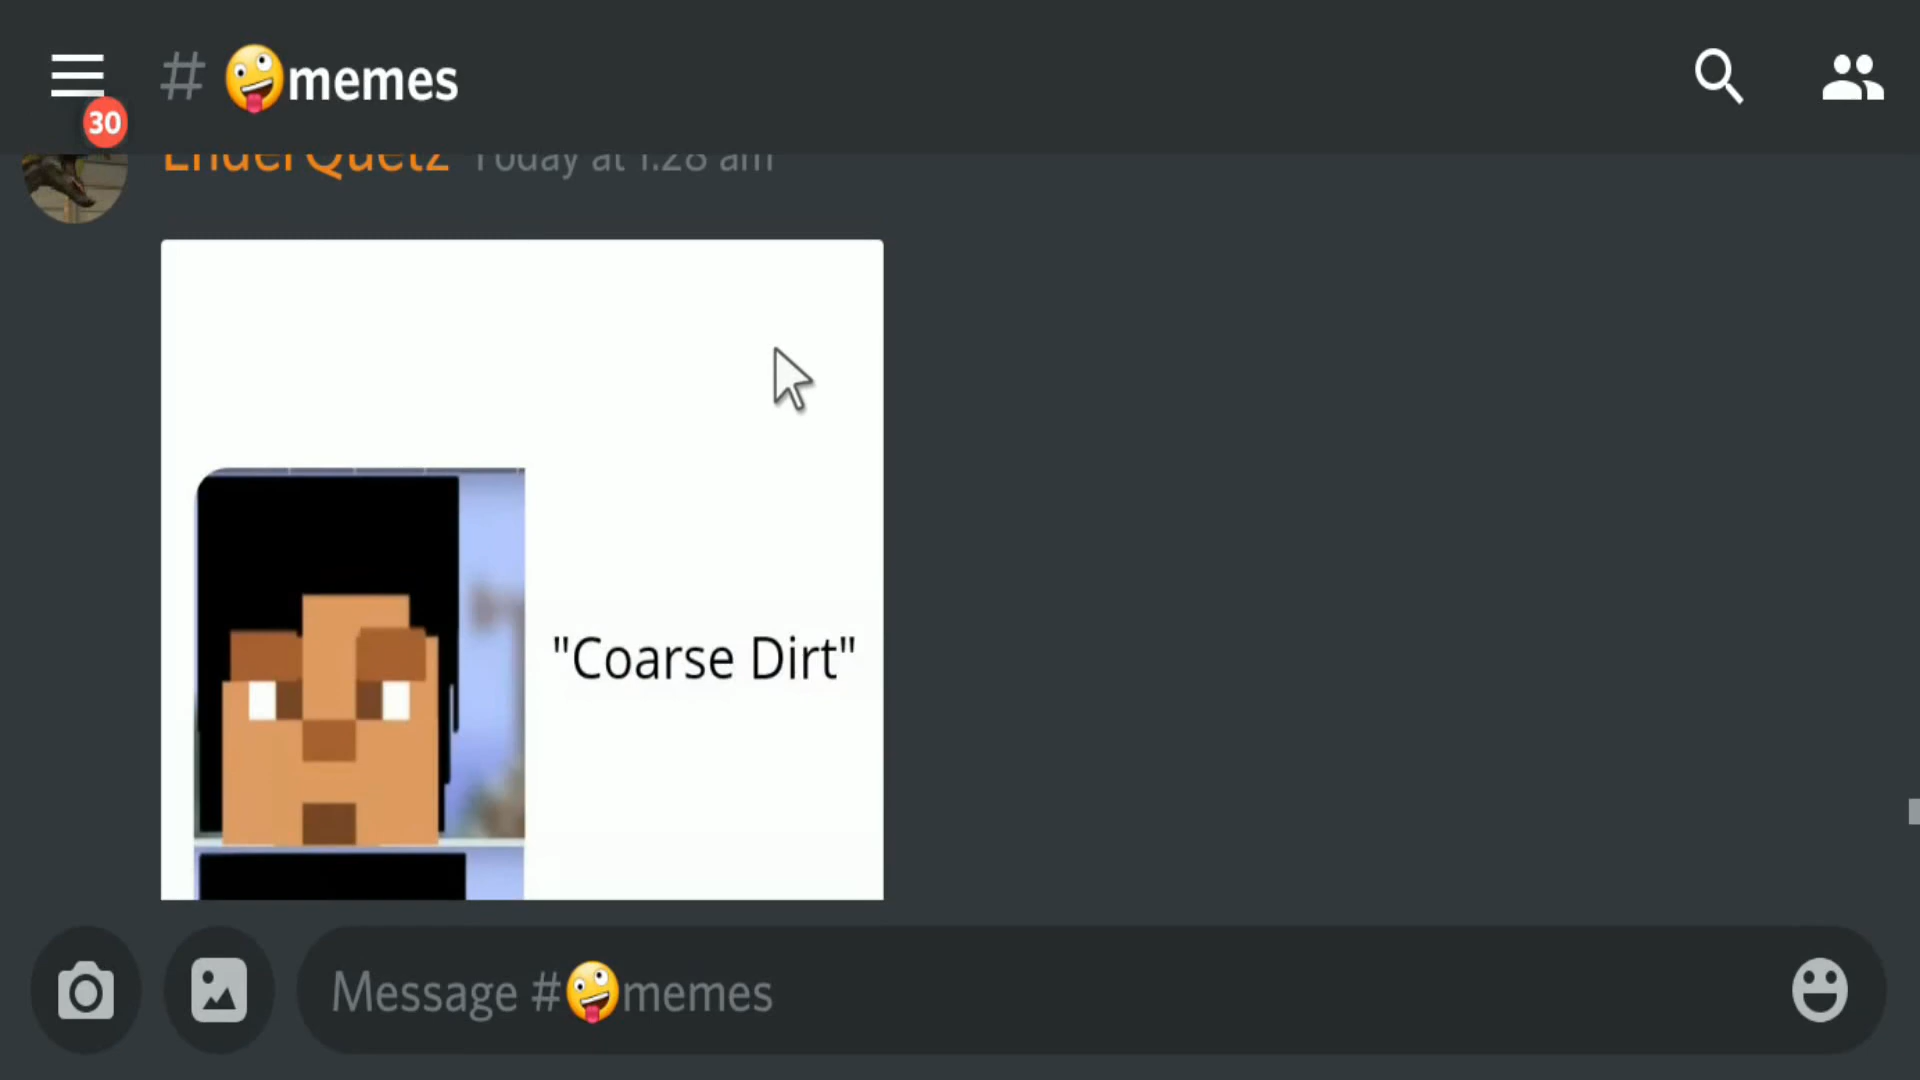 # 🤪memes
30
EnderQuetz Today at 1:28 am
"Coarse Dirt"
Message #🤪memes